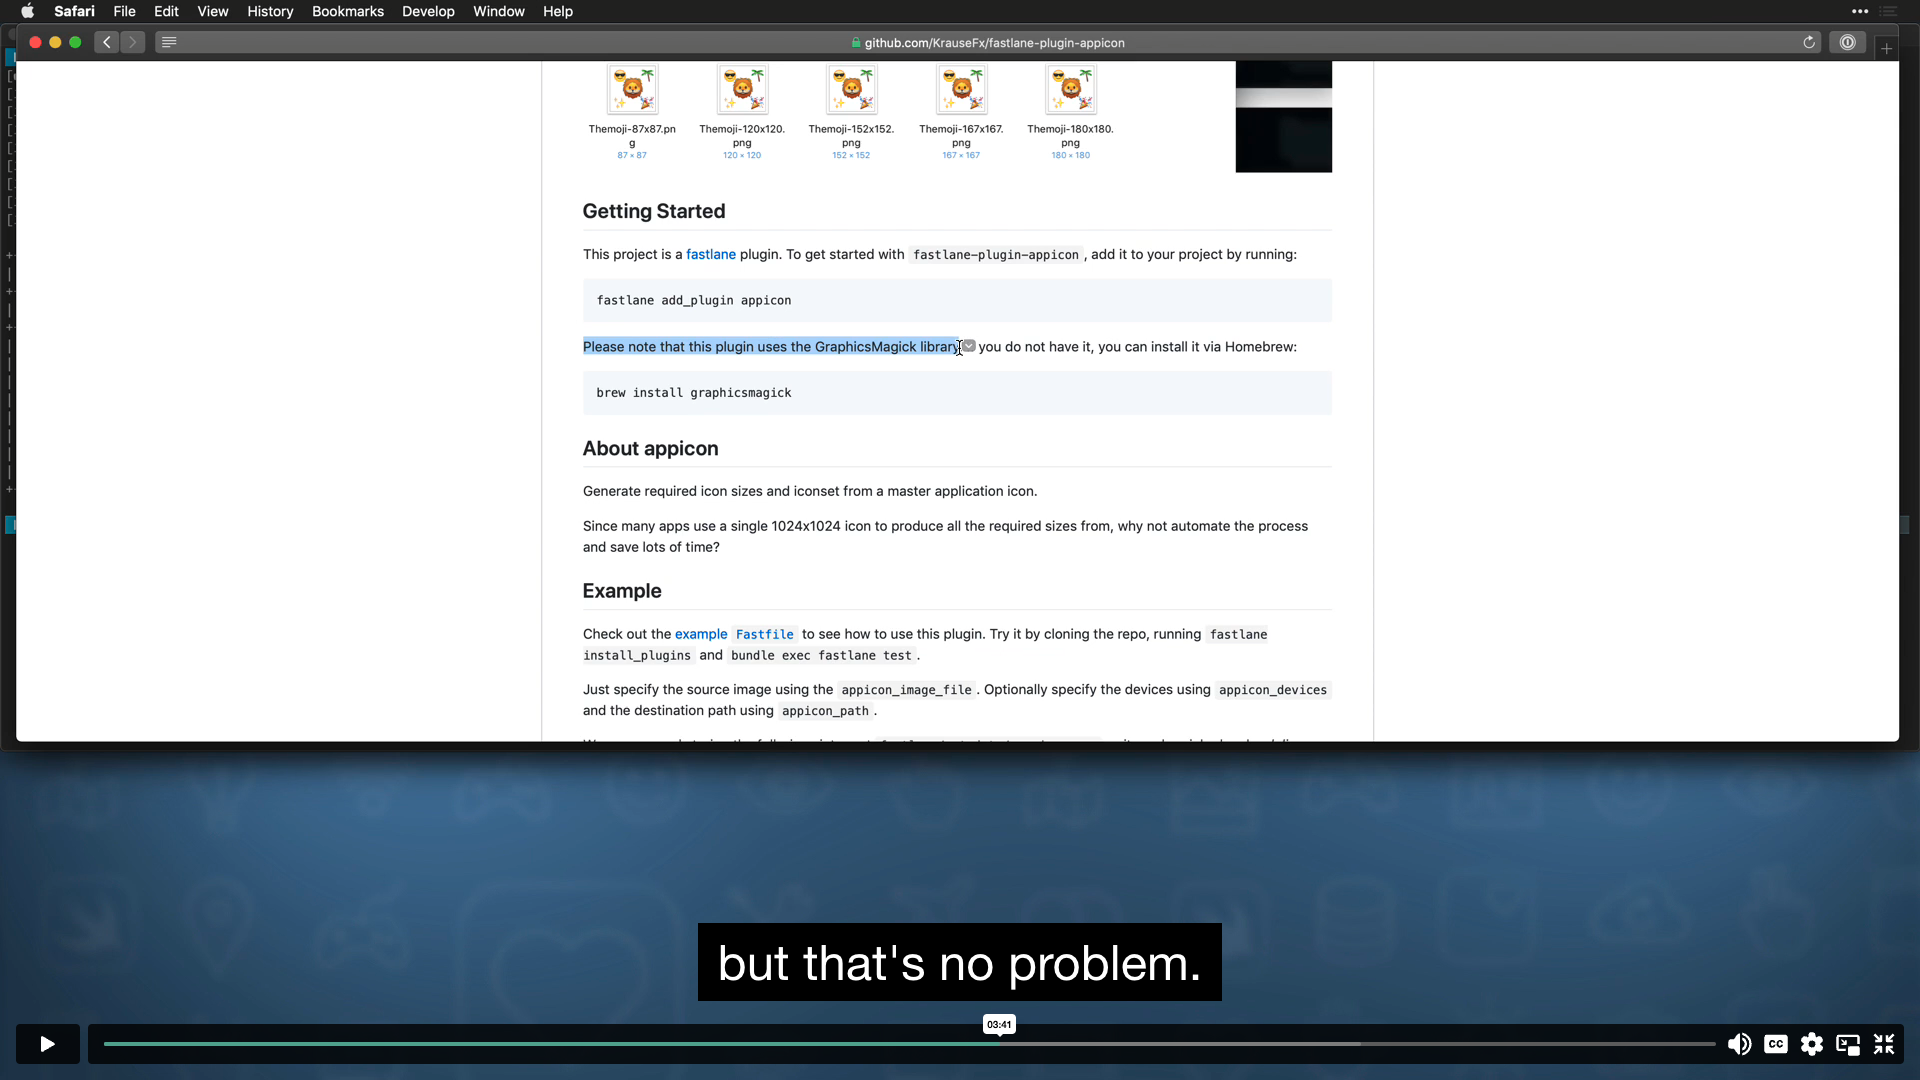 Safari File Edit View History Bookmarks Develop Window Help
github.com/KrauseFx/fastlane-plugin-appicon
Themoji-87x87.pn
g
87 × 87
Themoji-120x120.
png
120 × 120
Themoji-152x152.
png
152 × 152
Themoji-167x167.
png
167 × 167
Themoji-180x180.
png
180 × 180
Getting Started
This project is a fastlane plugin. To get started with fastlane-plugin-appicon , add it to your project by running:
fastlane add_plugin appicon
Please note that this plugin uses the GraphicsMagick library you do not have it, you can install it via Homebrew:
brew install graphicsmagick
About appicon
Generate required icon sizes and iconset from a master application icon.
Since many apps use a single 1024x1024 icon to produce all the required sizes from, why not automate the process
and save lots of time?
Example
Check out the example Fastfile to see how to use this plugin. Try it by cloning the repo, running fastlane
install_plugins and bundle exec fastlane test .
Just specify the source image using the appicon_image_file . Optionally specify the devices using appicon_devices
and the destination path using appicon_path .
but that's no problem.
03:41
CC